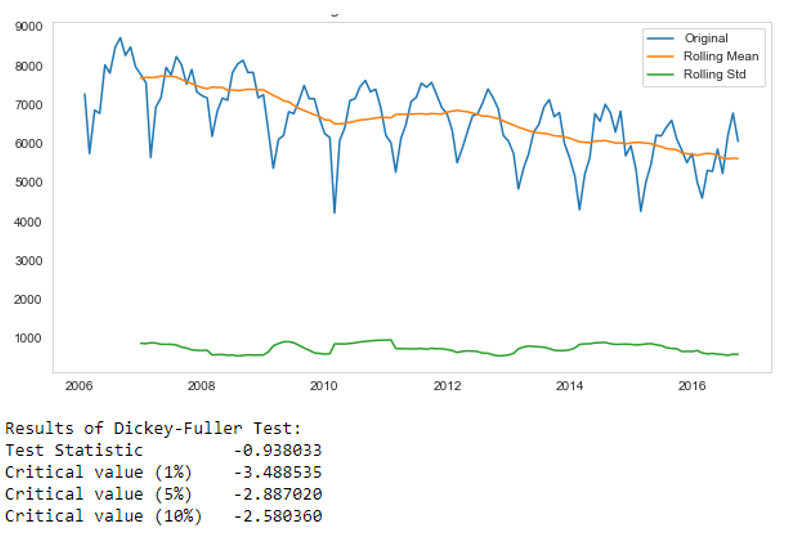 9000
Original
8000
Rolling Mean
Rolling Std
7000
6000
5000
4000
3000
2000
1000
2006 2008 2010 2012 2014 2016
Results of Dickey-Fuller Test:
Test Statistic -0.938033
Critical value (1%) -3.488535
Critical value (5%) -2.887020
Critical value (10%) -2.580360